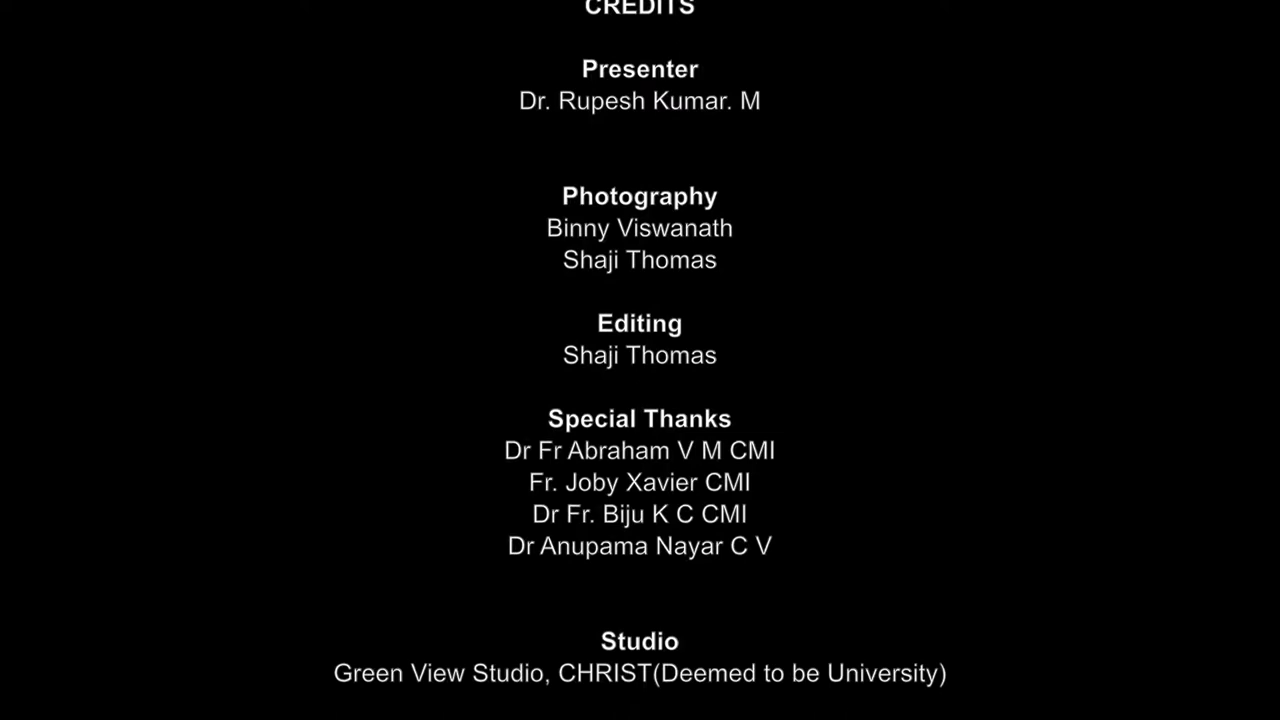 CREDITS
Presenter
Dr. Rupesh Kumar. M
Photography
Binny Viswanath
Shaji Thomas
Editing
Shaji Thomas
Special Thanks
Dr Fr Abraham V M CMI
Fr. Joby Xavier CMI
Dr Fr. Biju K C CMI
Dr Anupama Nayar C V
Studio
Green View Studio, CHRIST(Deemed to be University)